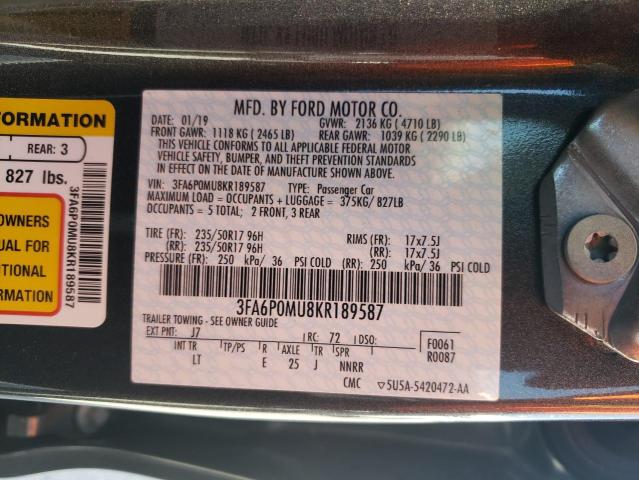 MFD. BY FORD MOTOR CO.
DATE: 01/19 GVWR: 2136 KG ( 4710 LB)
FRONT GAWR: 1118 KG ( 2465 LB) REAR GAWR: 1039 KG ( 2290 LB)
THIS VEHICLE CONFORMS TO ALL APPLICABLE FEDERAL MOTOR
VEHICLE SAFETY, BUMPER, AND THEFT PREVENTION STANDARDS
IN EFFECT ON THE DATE OF MANUFACTURE SHOWN ABOVE.
VIN: 3FA6P0MU8KR189587 TYPE: Passenger Car
MAXIMUM LOAD = OCCUPANTS + LUGGAGE = 375KG/ 827LB
OCCUPANTS = 5 TOTAL; 2 FRONT, 3 REAR
TIRE (FR): 235/50R17 96H RIMS (FR): 17x7.5J
(RR): 235/50R17 96H (RR): 17x7.5J
PRESSURE (FR): 250 kPa/ 36 PSI COLD (RR): 250 kPa/ 36 PSI COLD
3FA6P0MU8KR189587
TRAILER TOWING - SEE OWNER GUIDE
EXT PNT: J7 RC: 72 DSO: F0061
R0087
INT TR TP/PS R AXLE TR SPR
LT E 25 J NNRR
CMC 5U5A-5420472-AA
FORMATION
REAR: 3
827 lbs.
OWNERS
UAL FOR
ITIONAL
MATION
3FA6P0MU8KR189587